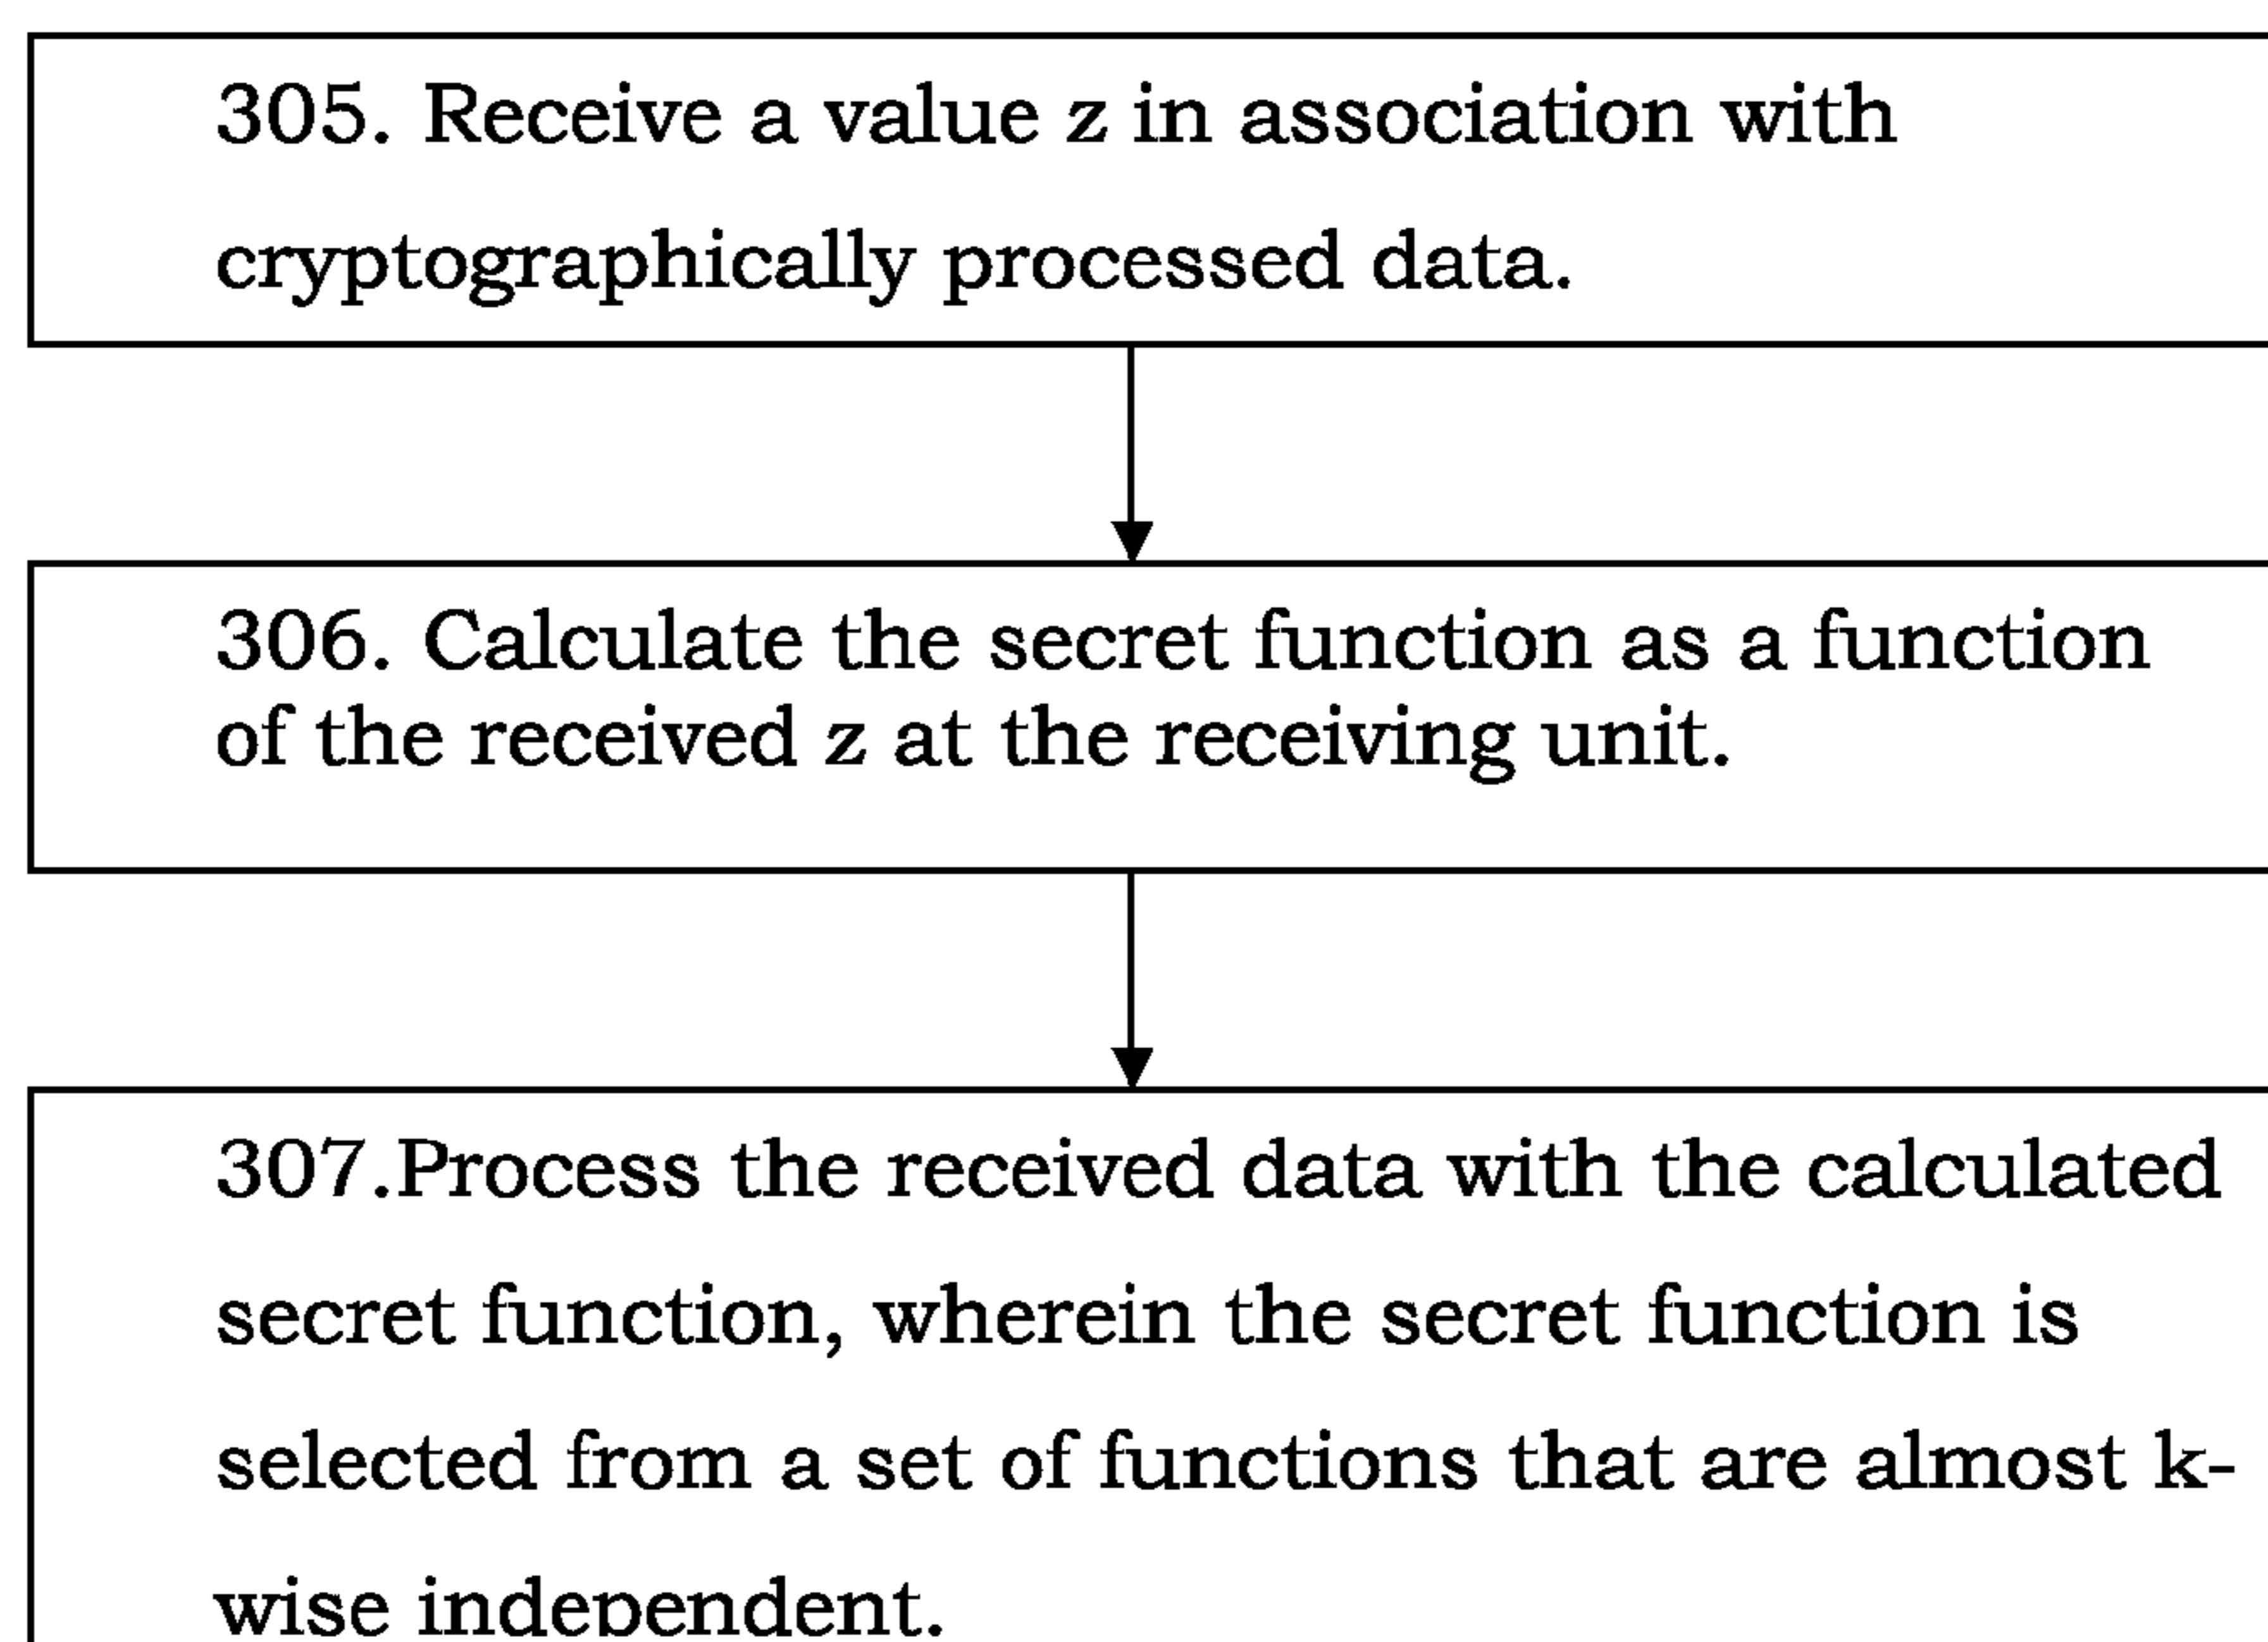 305. Receive a value z in association with
cryptographically processed data.
306. Calculate the secret function as a function
of the received z at the receiving unit.
307.Process the received data with the calculated
secret function, wherein the secret function is
selected from a set of functions that are almost k-
wise independent.